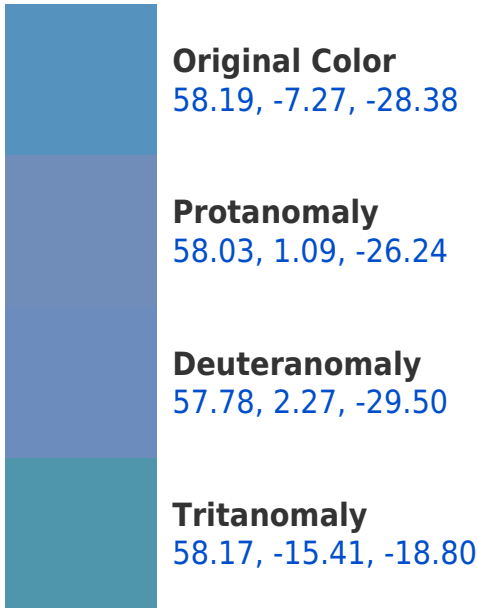 Original Color
58.19, -7.27, -28.38
Protanomaly
58.03, 1.09, -26.24
Deuteranomaly
57.78, 2.27, -29.50
Tritanomaly
58.17, -15.41, -18.80